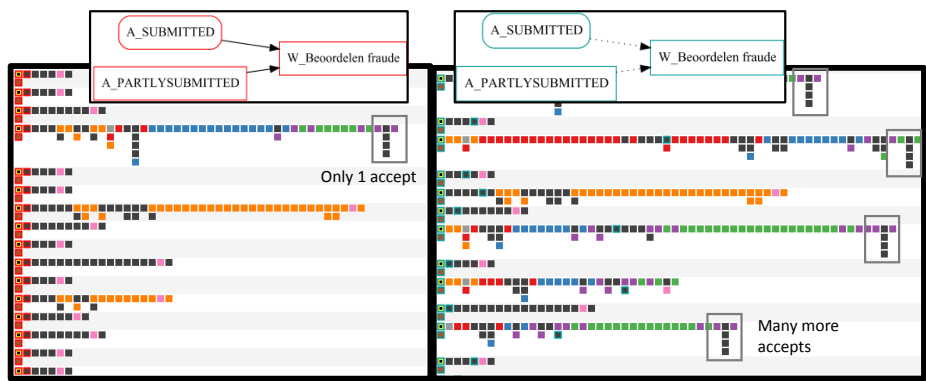 A_SUBMITTED
W_Beoordelen fraude
A_PARTLYSUBMITTED
A_SUBMITTED
W_Beoordelen fraude
A_PARTLYSUBMITTED
Only 1 accept
Many more
accepts